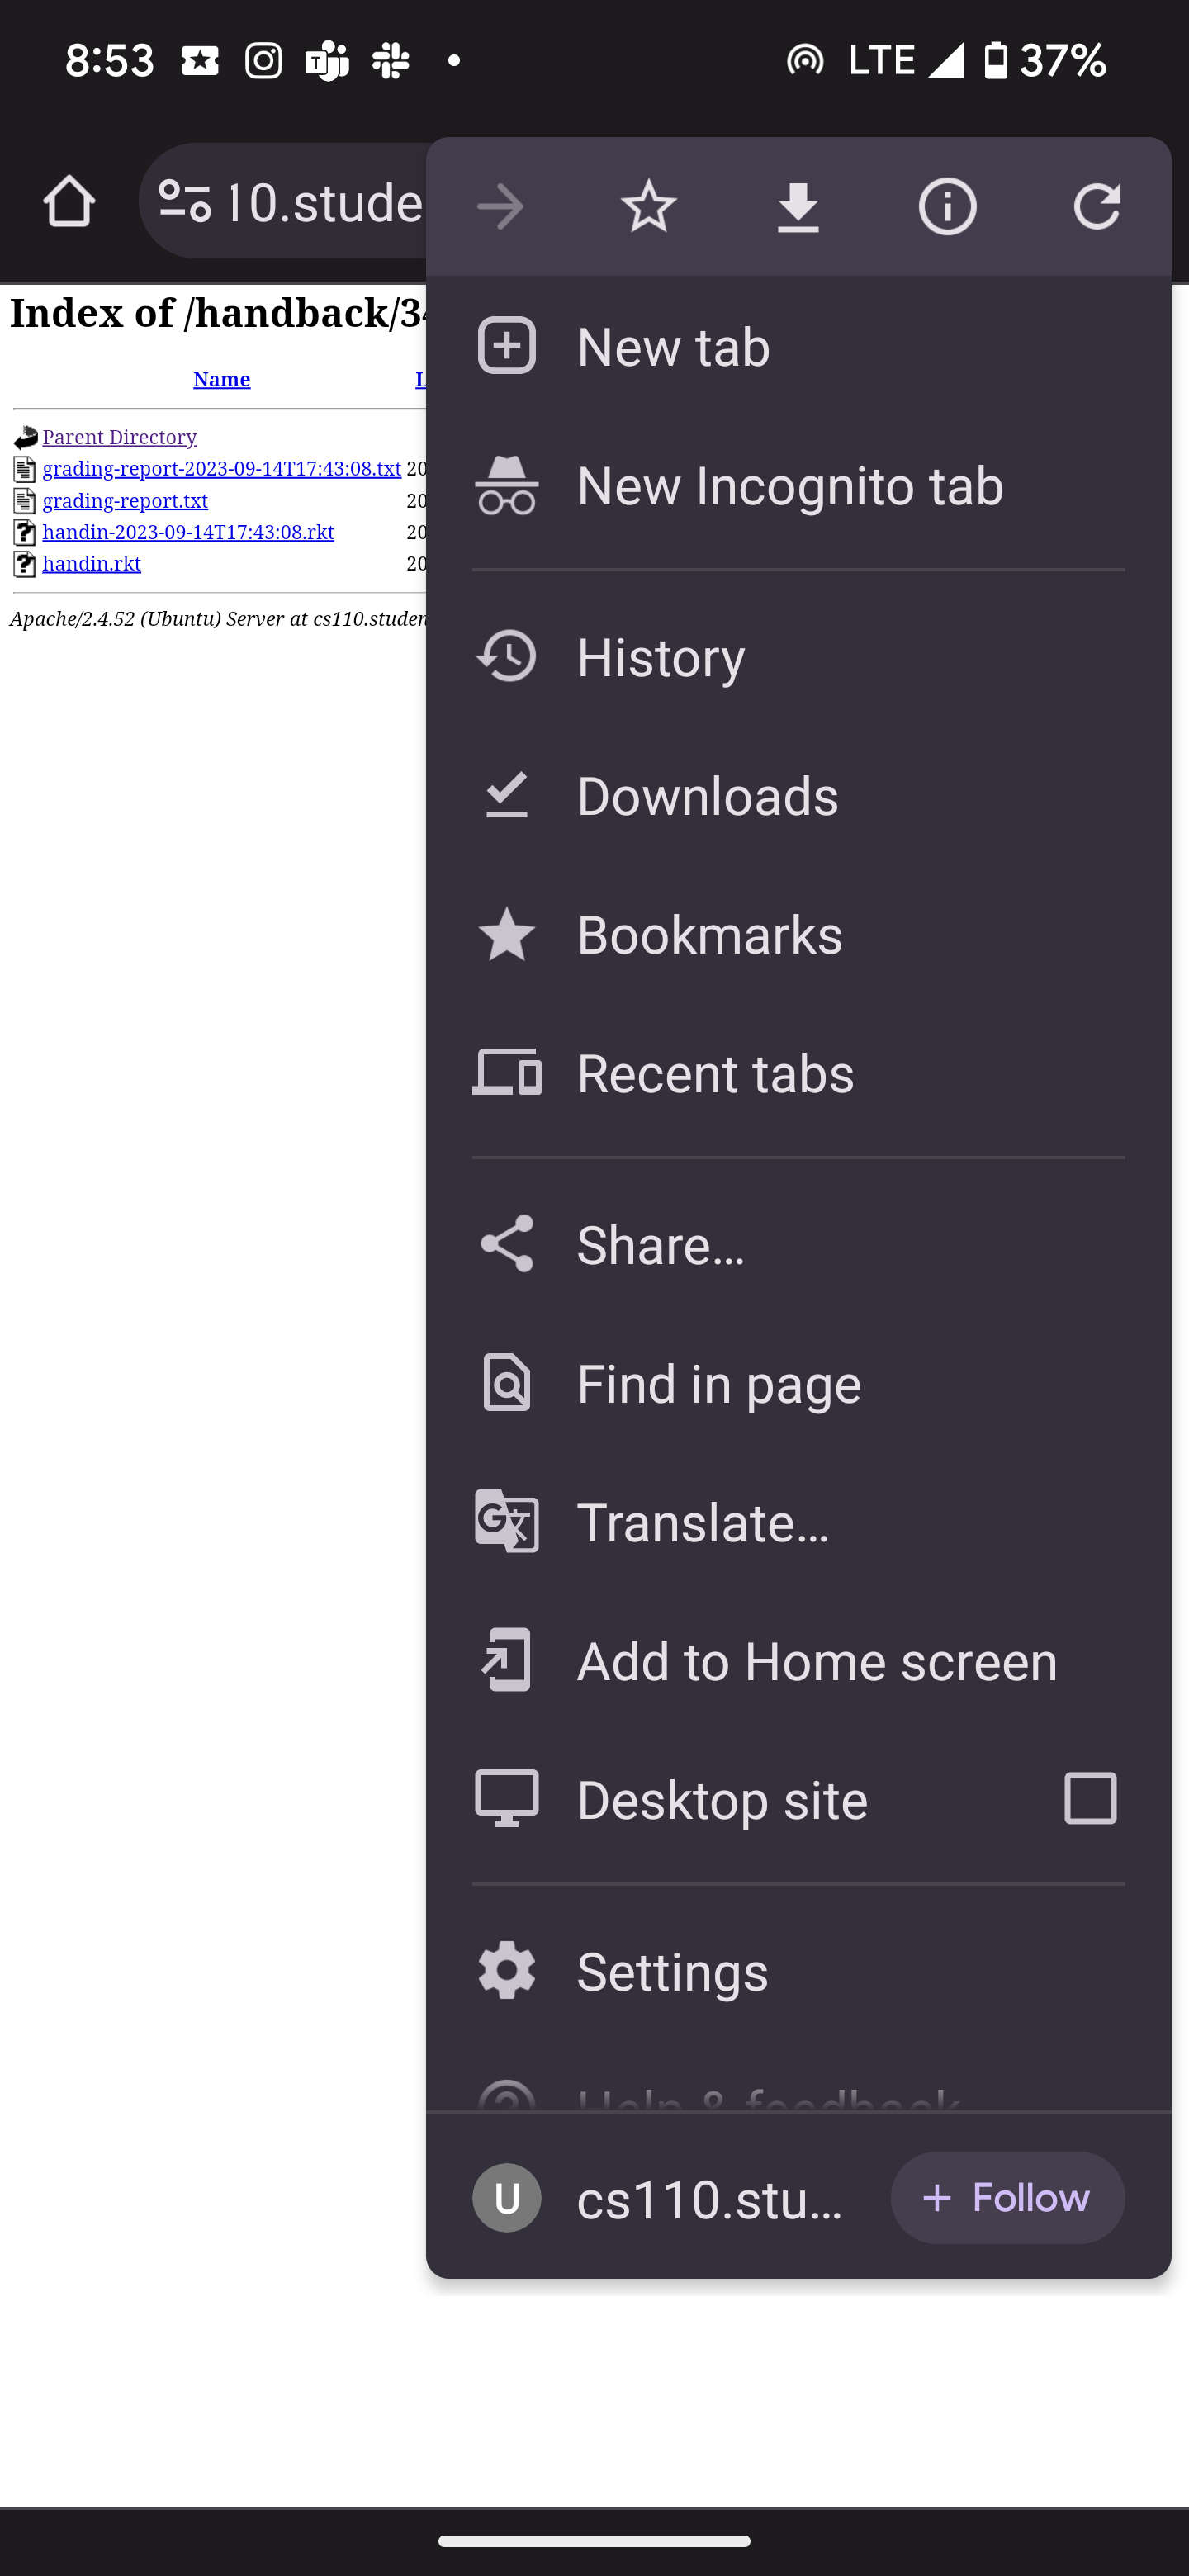 8:53 LTE 37%
10.stude
Index of /handback/34
Name L
Parent Directory
grading-report-2023-09-14T17:43:08.txt 20
grading-report.txt 20
handin-2023-09-14T17:43:08.rkt 20
handin.rkt 20
Apache/2.4.52 (Ubuntu) Server at cs110.studen
New tab
New Incognito tab
History
Downloads
Bookmarks
Recent tabs
Share...
Find in page
Translate...
Add to Home screen
Desktop site
Settings
Help & feedback
U cs110.stu... + Follow